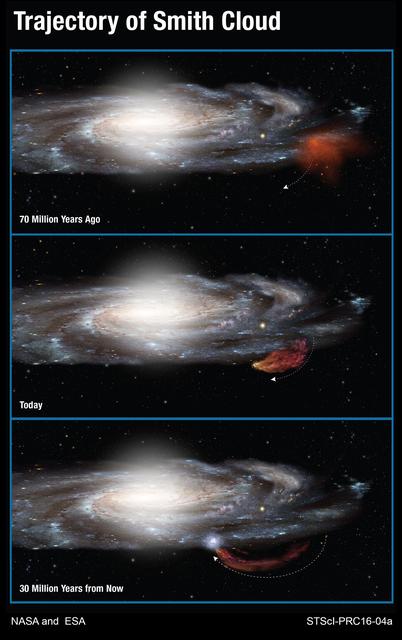 Trajectory of Smith Cloud
70 Million Years Ago
Today
30 Million Years from Now
NASA and ESA
STScI-PRC16-04a